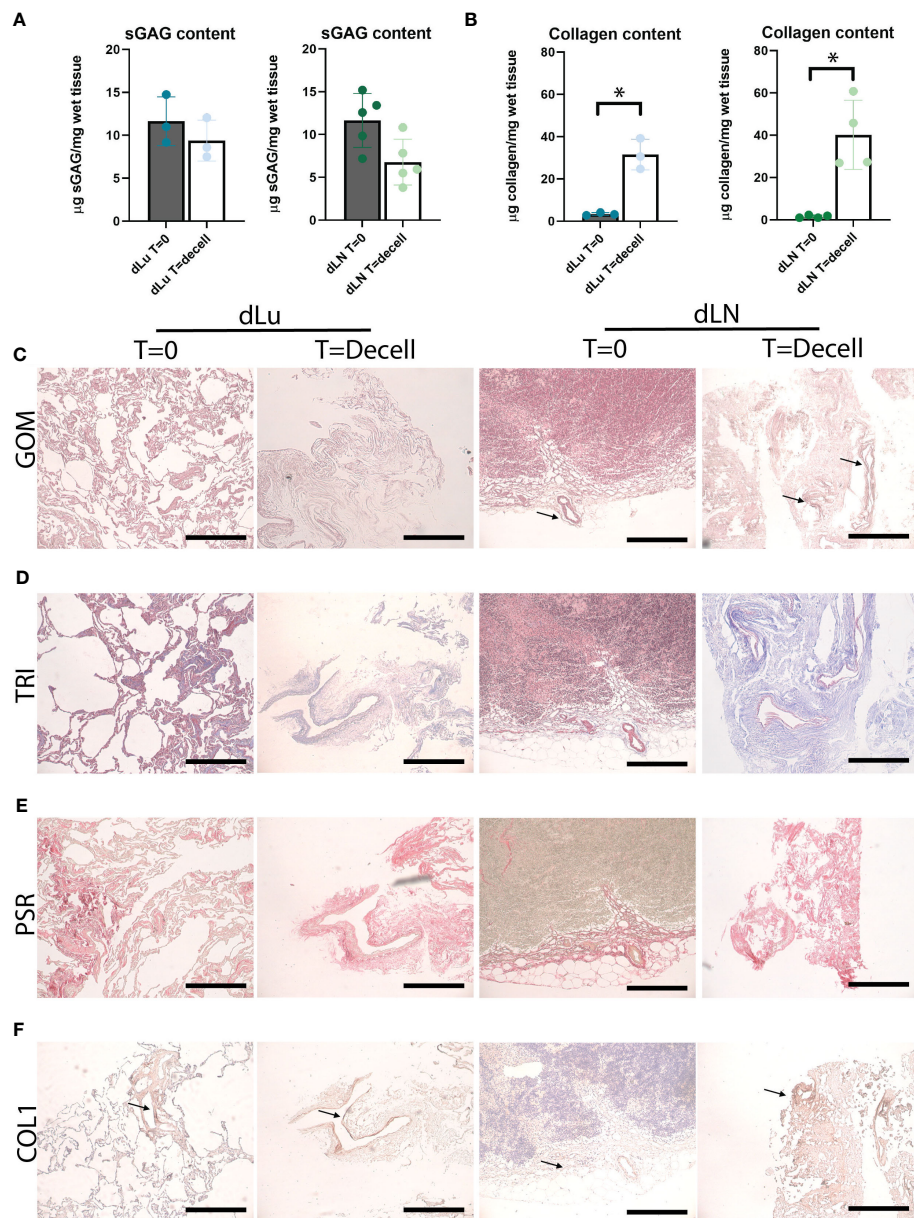 A
B
sGAG content
sGAG content
Collagen content
Collagen content
μg sGAG/mg wet tissue
15
10
5
0
dLu T=0
dLu T=decell
μg sGAG/mg wet tissue
20
15
10
5
0
dLN T=0
dLN T=decell
μg collagen/mg wet tissue
80
60
40
20
0
*
dLu T=0
dLu T=decell
μg collagen/mg wet tissue
80
60
40
20
0
*
dLN T=0
dLN T=decell
dLu
dLN
C
T=0
T=Decell
T=0
T=Decell
GOM
D
TRI
E
PSR
F
COL1